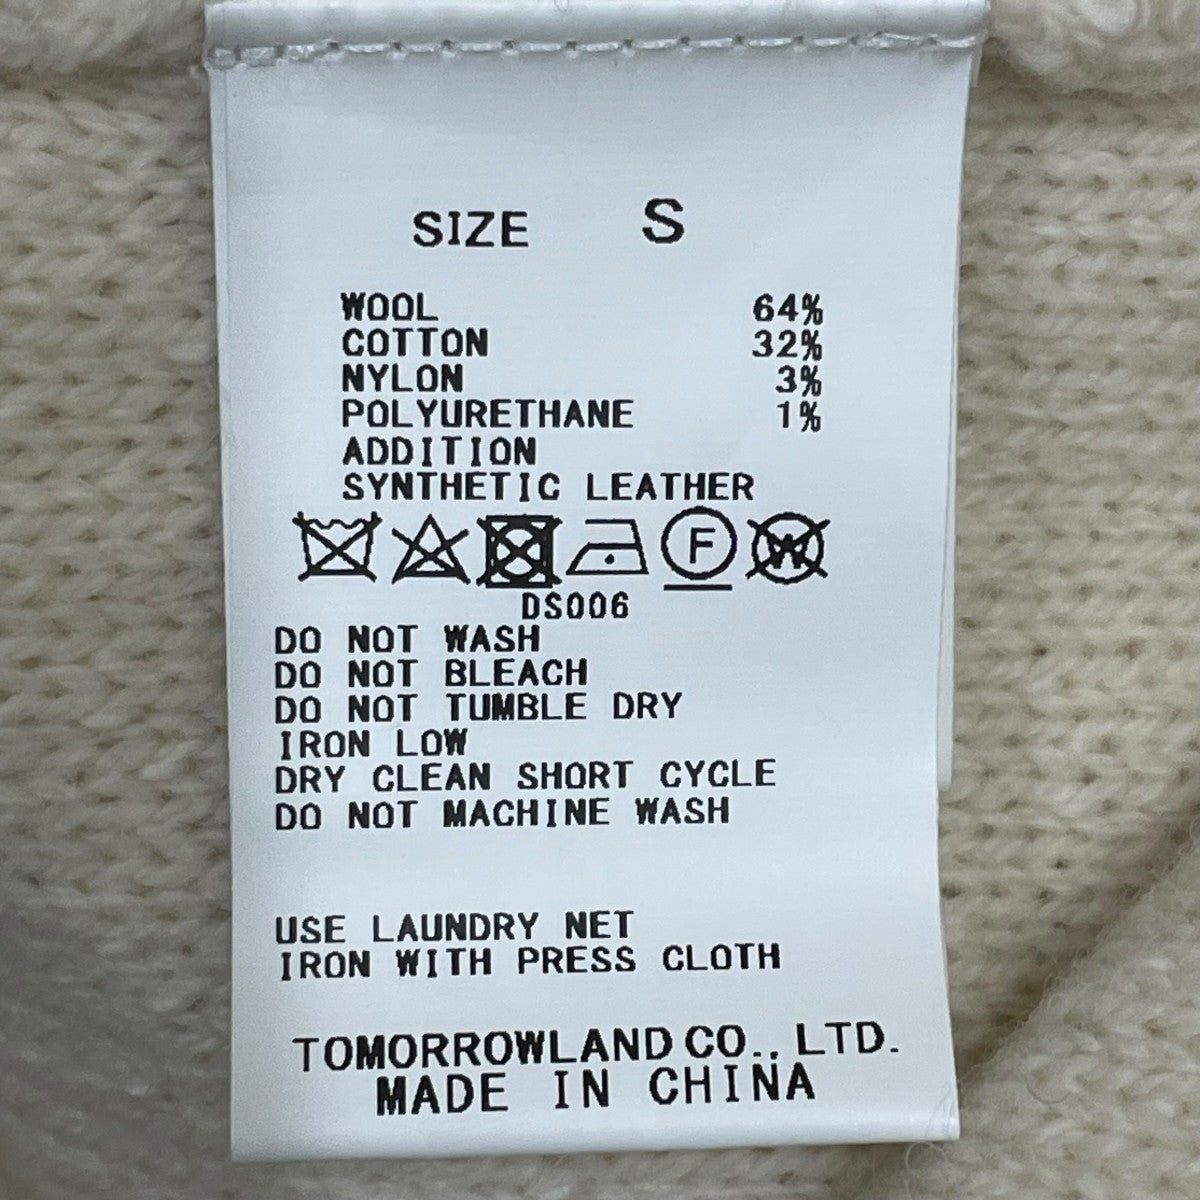 SIZE S
WOOL 64%
COTTON 32%
NYLON 3%
POLYURETHANE 1%
ADDITION
SYNTHETIC LEATHER
F W
DS006
DO NOT WASH
DO NOT BLEACH
DO NOT TUMBLE DRY
IRON LOW
DRY CLEAN SHORT CYCLE
DO NOT MACHINE WASH
USE LAUNDRY NET
IRON WITH PRESS CLOTH
TOMORROWLAND CO., LTD.
MADE IN CHINA